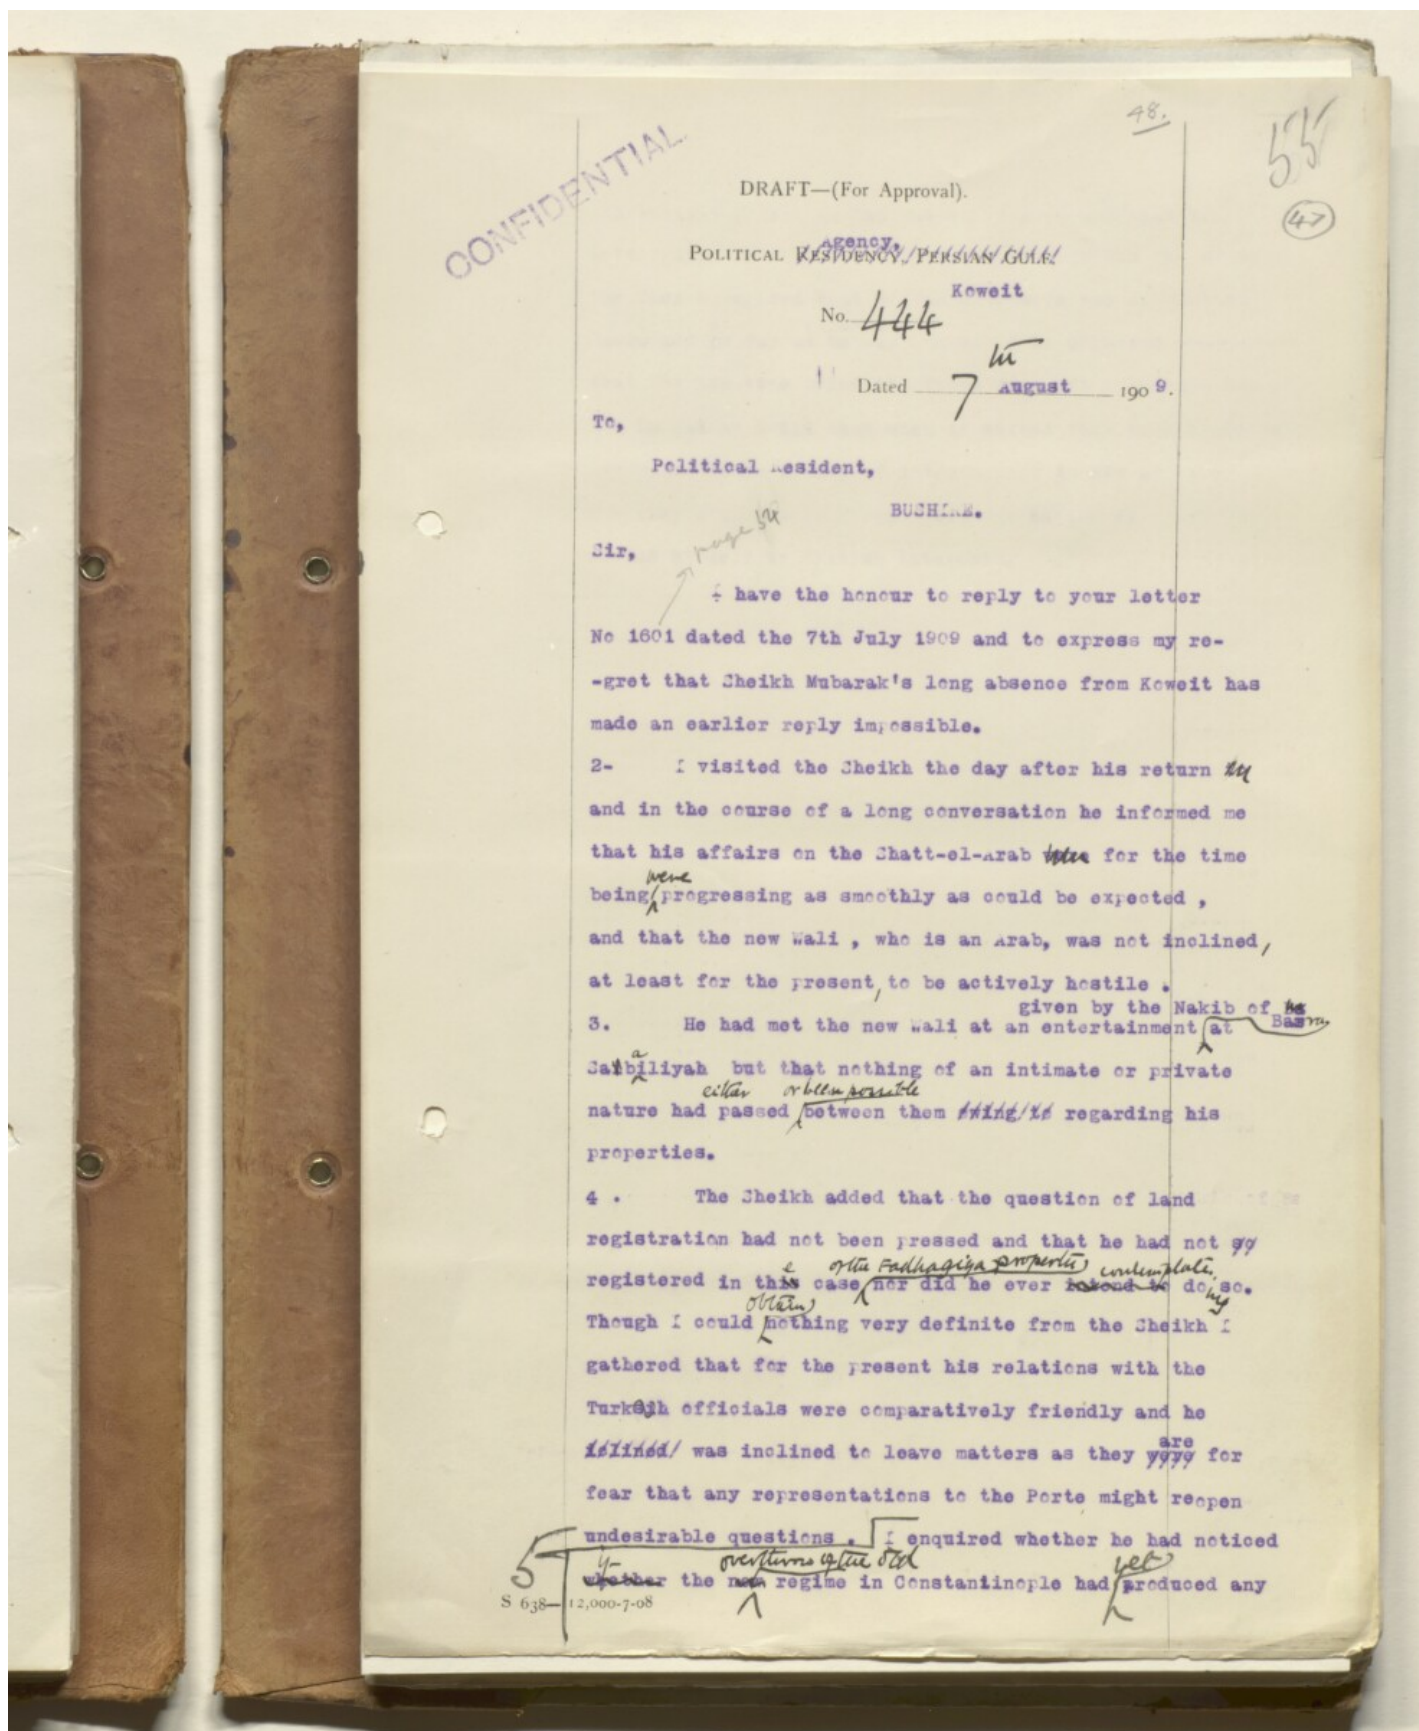 48.
55
47
CONFIDENTIAL
DRAFT—(For Approval).
Agency.
POLITICAL RESIDENCY, PERSIAN GULF.
Koweit
No. 444
Dated 7th August 1909.
To,
Political Resident,
BUSHIRE.
page 54
Sir,
I have the honour to reply to your letter
No 1601 dated the 7th July 1909 and to express my re-
-gret that Sheikh Mubarak's long absence from Koweit has
made an earlier reply impossible.
2- I visited the Sheikh the day after his return
and in the course of a long conversation he informed me
that his affairs on the Shatt-el-Arab for the time
were
being progressing as smoothly as could be expected ,
and that the new Wali , who is an Arab, was not inclined,
at least for the present, to be actively hostile .
given by the Nakib of Basra
3. He had met the new Wali at an entertainment at
a
Saibiliyah but that nothing of an intimate or private
either or been possible
nature had passed between them regarding his
properties.
4 . The Sheikh added that the question of land
registration had not been pressed and that he had not so
e of the Fadhagiya property contemplate
registered in this case nor did he ever intend to do so.
ing
obtain
Though I could nothing very definite from the Sheikh I
gathered that for the present his relations with the
Turkish officials were comparatively friendly and he
inlined was inclined to leave matters as they were for
are
fear that any representations to the Porte might reopen
undesirable questions . I enquired whether he had noticed
5 if overthrow of the old yet
whether the new regime in Constantinople had produced any
S 638—12,000-7-08